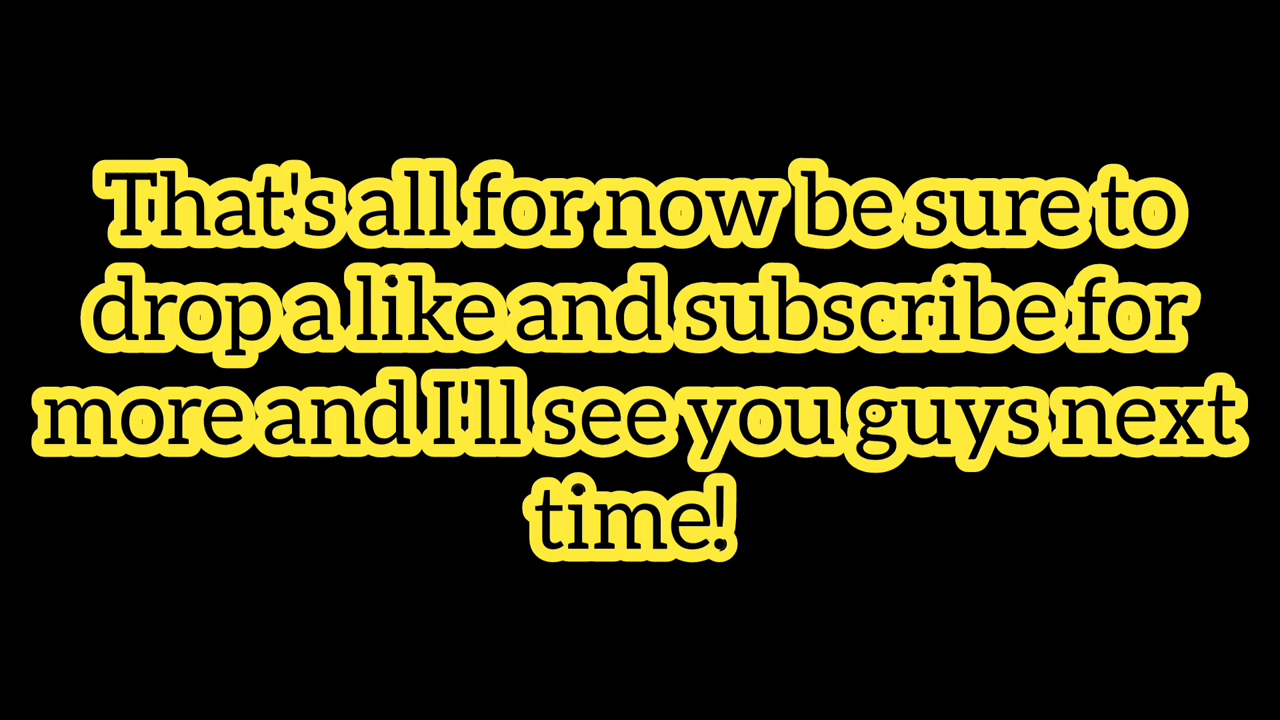 That's all for now be sure to
drop a like and subscribe for
more and I'll see you guys next
time!